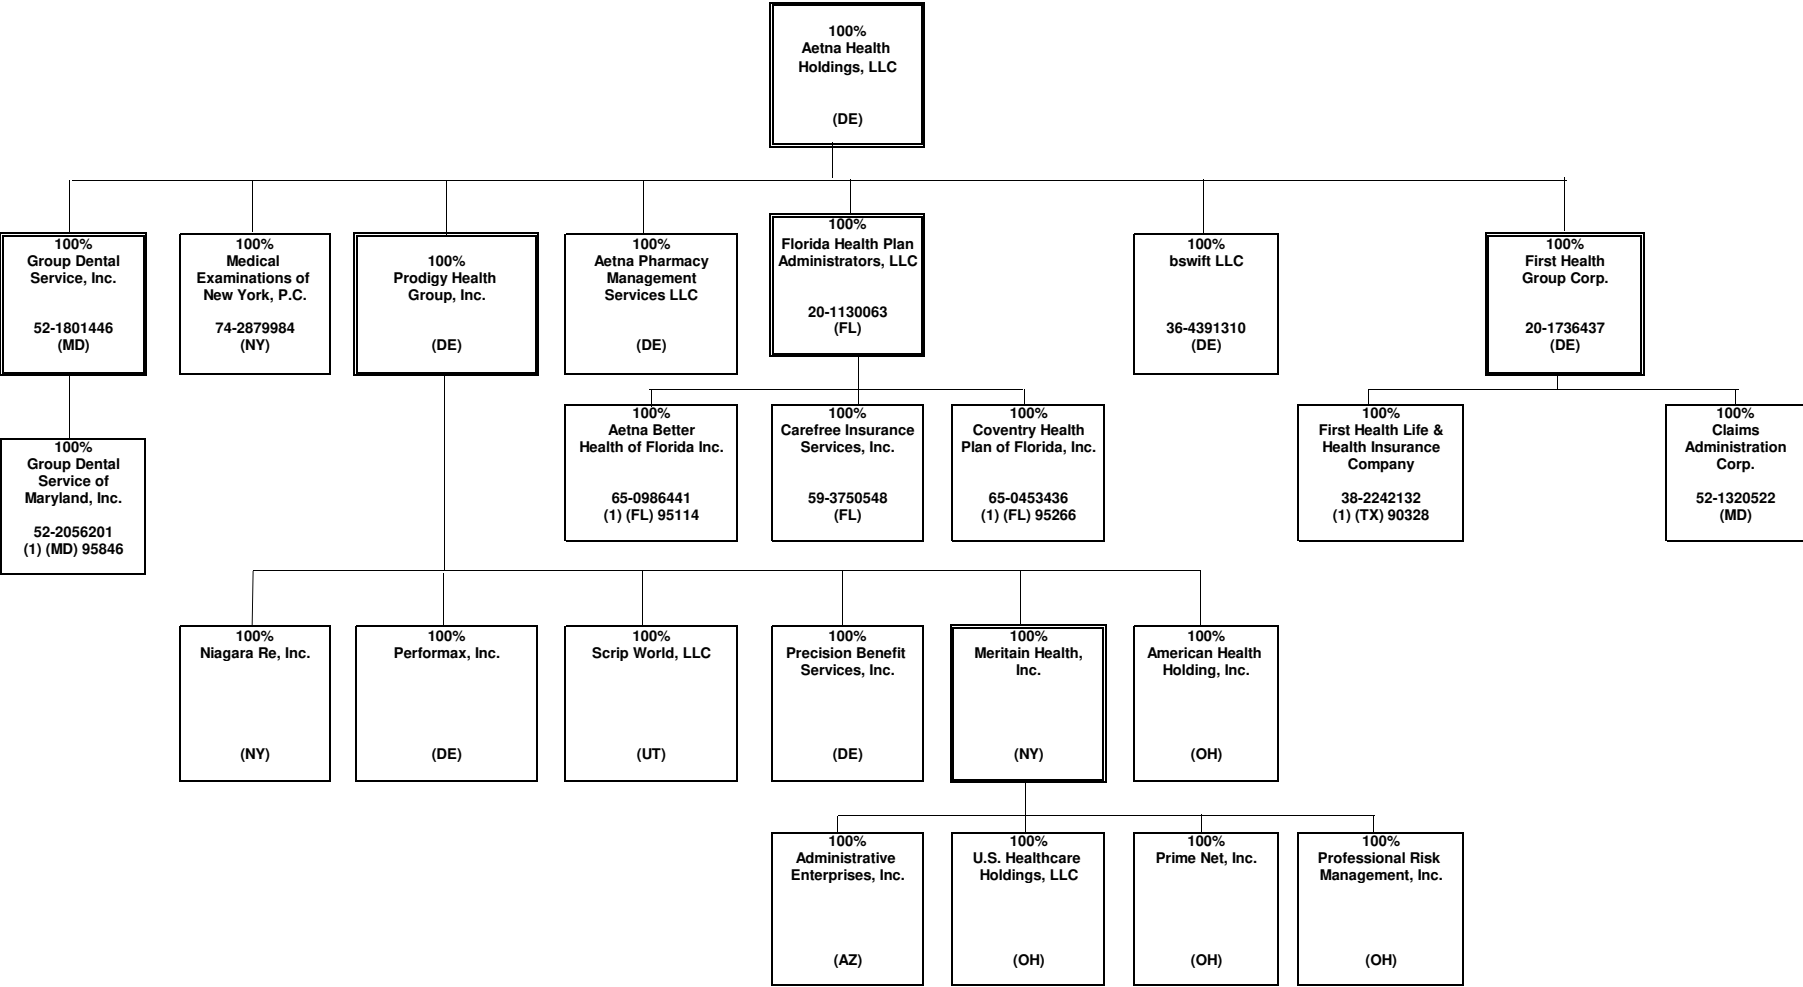 100%
Aetna Health
Holdings, LLC
(DE)
100%
Group Dental
Service, Inc.
52-1801446
(MD)
100%
Medical
Examinations of
New York, P.C.
74-2879984
(NY)
100%
Prodigy Health
Group, Inc.
(DE)
100%
Aetna Pharmacy
Management
Services LLC
(DE)
100%
Florida Health Plan
Administrators, LLC
20-1130063
(FL)
100%
bswift LLC
36-4391310
(DE)
100%
First Health
Group Corp.
20-1736437
(DE)
100%
Group Dental
Service of
Maryland, Inc.
52-2056201
(1) (MD) 95846
100%
Aetna Better
Health of Florida Inc.
65-0986441
(1) (FL) 95114
100%
Carefree Insurance
Services, Inc.
59-3750548
(FL)
100%
Coventry Health
Plan of Florida, Inc.
65-0453436
(1) (FL) 95266
100%
First Health Life &
Health Insurance
Company
38-2242132
(1) (TX) 90328
100%
Claims
Administration
Corp.
52-1320522
(MD)
100%
Niagara Re, Inc.
(NY)
100%
Performax, Inc.
(DE)
100%
Scrip World, LLC
(UT)
100%
Precision Benefit
Services, Inc.
(DE)
100%
Meritain Health,
Inc.
(NY)
100%
American Health
Holding, Inc.
(OH)
100%
Administrative
Enterprises, Inc.
(AZ)
100%
U.S. Healthcare
Holdings, LLC
(OH)
100%
Prime Net, Inc.
(OH)
100%
Professional Risk
Management, Inc.
(OH)